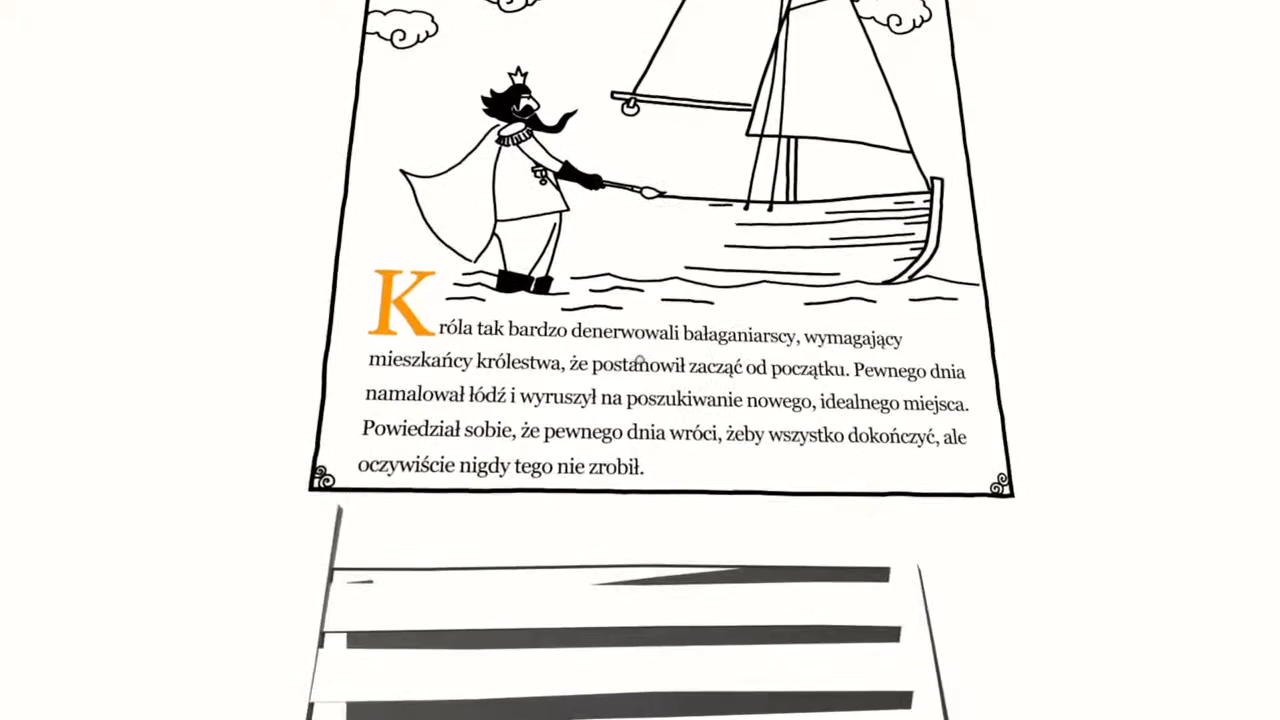 Króla tak bardzo denerwowali bałaganiarscy, wymagający
mieszkańcy królestwa, że postanowił zacząć od początku. Pewnego dnia
namalował łódź i wyruszył na poszukiwanie nowego, idealnego miejsca.
Powiedział sobie, że pewnego dnia wróci, żeby wszystko dokończyć, ale
oczywiście nigdy tego nie zrobił.